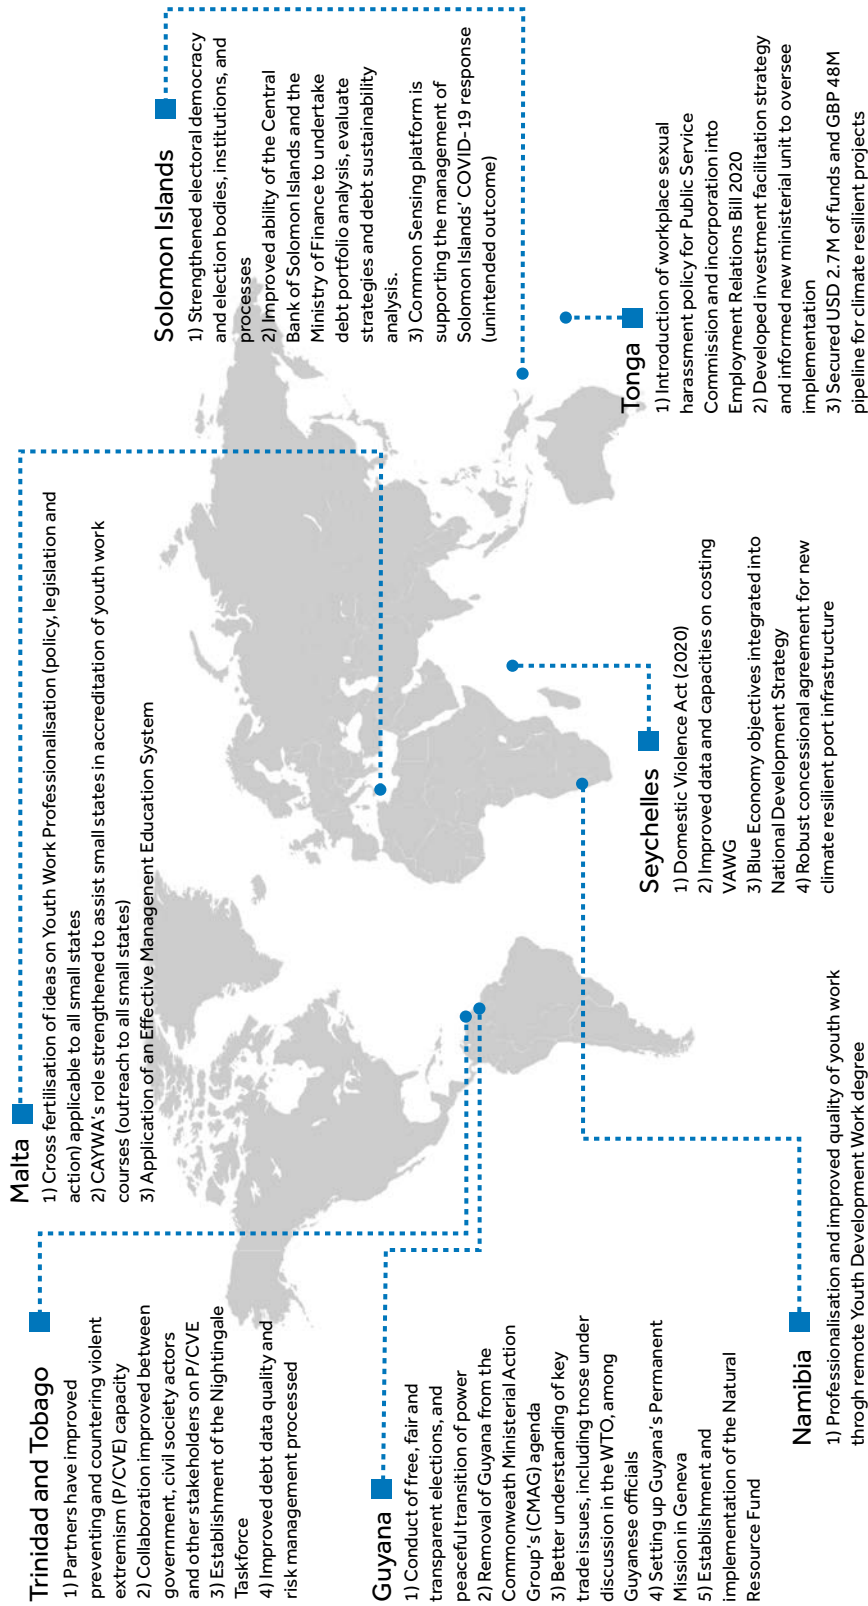 Trinidad and Tobago
1) Partners have improved
preventing and countering violent
extremism (P/CVE) capacity
2) Collaboration improved between
government, civil society actors
and other stakeholders on P/CVE
3) Establishment of the Nightingale
Taskforce
4) Improved debt data quality and
risk management processed
Malta
1) Cross fertilisation of ideas on Youth Work Professionalisation (policy, legislation and
action) applicable to all small states
2) CAYWA's role strengthened to assist small states in accreditation of youth work
courses (outreach to all small states)
3) Application of an Effective Management Education System
Solomon Islands
1) Strengthened electoral democracy
and election bodies, institutions, and
processes
2) Improved ability of the Central
Bank of Solomon Islands and the
Ministry of Finance to undertake
debt portfolio analysis, evaluate
strategies and debt sustainability
analysis.
3) Common Sensing platform is
supporting the management of
Solomon Islands' COVID-19 response
(unintended outcome)
Guyana
1) Conduct of free, fair and
transparent elections, and
peaceful transition of power
2) Removal of Guyana from the
Commonweath Ministerial Action
Group's (CMAG) agenda
3) Better understanding of key
trade issues, including tnose under
discussion in the WTO, among
Guyanese officials
4) Setting up Guyana's Permanent
Mission in Geneva
5) Establishment and
implementation of the Natural
Resource Fund
Namibia
1) Professionalisation and improved quality of youth work
throgh remote Youth Development Work degree
Seychelles
1) Domestic Violence Act (2020)
2) Improved data and capacities on costing
VAWG
3) Blue Economy objectives integrated into
National Development Strategy
4) Robust concessional agreement for new
climate resilient port infrastructure
Tonga
1) Introduction of workplace sexual
harassment policy for Public Service
Commission and incorporation into
Employment Relations Bill 2020
2) Developed investment facilitation strategy
and informed new ministerial unit to oversee
implementation
3) Secured USD 2.7M of funds and GBP 48M
pipeline for climate resilient projects